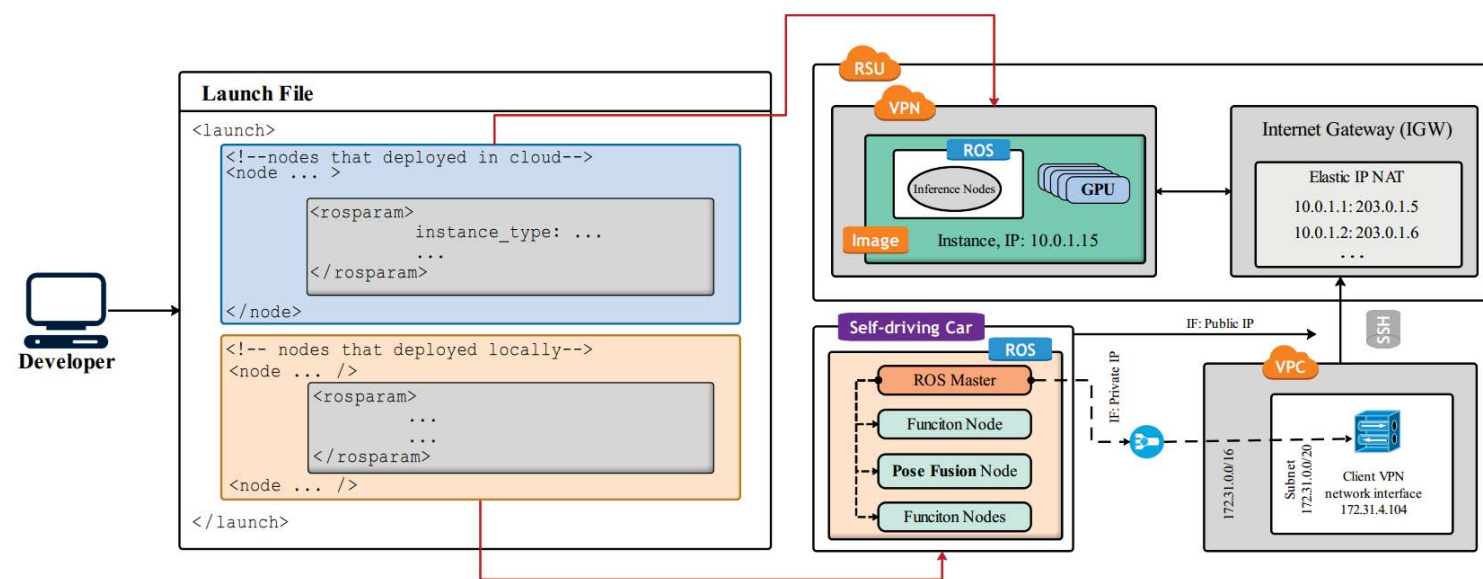 Developer
Launch File
<launch>
<!--nodes that deployed in cloud-->
<node ... >
<rosparam>
instance_type: ...
...
</rosparam>
</node>
<!-- nodes that deployed locally-->
<node ... />
<rosparam>
...
...
</rosparam>
<node ... />
</launch>
RSU
VPN
ROS
Inference Nodes
GPU
Image
Instance, IP: 10.0.1.15
Internet Gateway (IGW)
Elastic IP NAT
10.0.1.1: 203.0.1.5
10.0.1.2: 203.0.1.6
...
Self-driving Car
ROS
ROS Master
Funciton Node
Pose Fusion Node
Funciton Nodes
IF: Public IP
IF: Private IP
SSH
VPC
172.31.0.0/16
Subnet
172.31.0.0/20
Client VPN
network interface
172.31.4.104